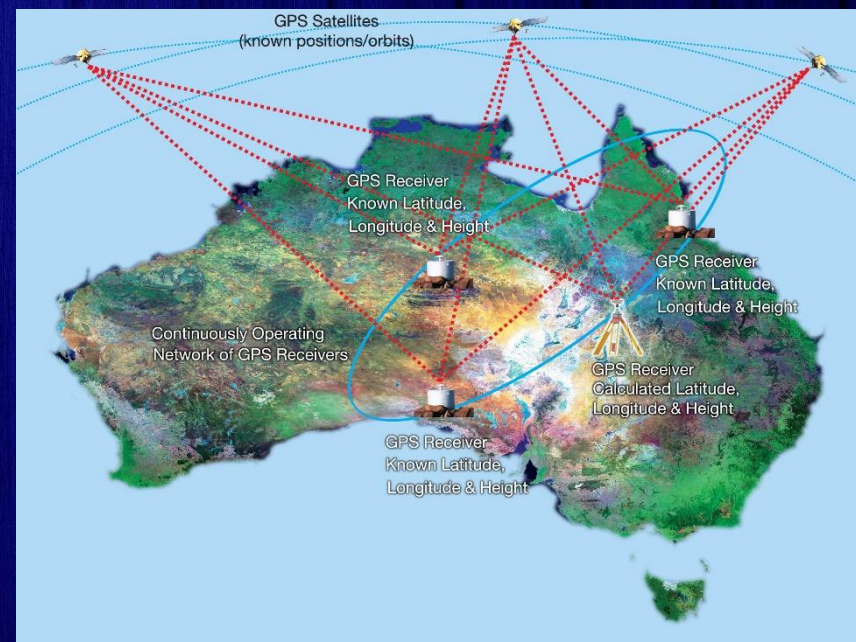 GPS Satellites
(known positions/orbits)
GPS Receiver
Known Latitude,
Longitude & Height
GPS Receiver
Known Latitude,
Longitude & Height
Continuously Operating
Network of GPS Receivers
GPS Receiver
Calculated Latitude,
Longitude & Height
GPS Receiver
Known Latitude,
Longitude & Height